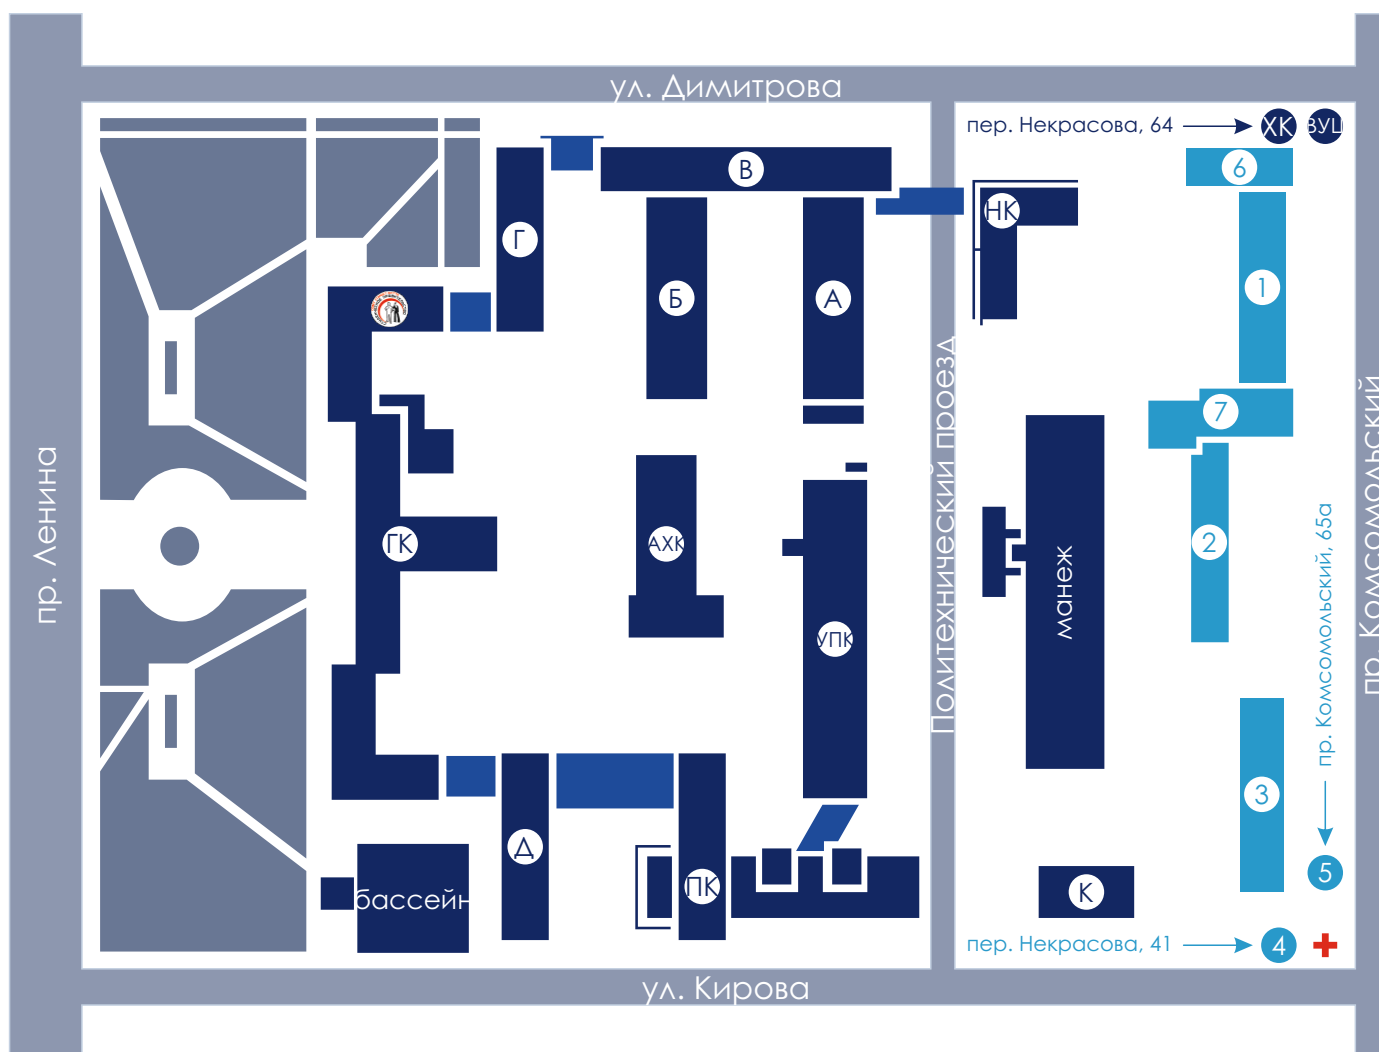 ул. Димитрова
пер. Некрасова, 64
ХК
ВУЦ
В
6
Г
НК
1
Б
А
7
Политехнический проезд
пр. Комсомольский
пр. Ленина
ГК
АХК
манеж
2
пр. Комсомольский, 65а
УПК
3
Д
бассейн
ПК
К
5
пер. Некрасова, 41
4
ул. Кирова